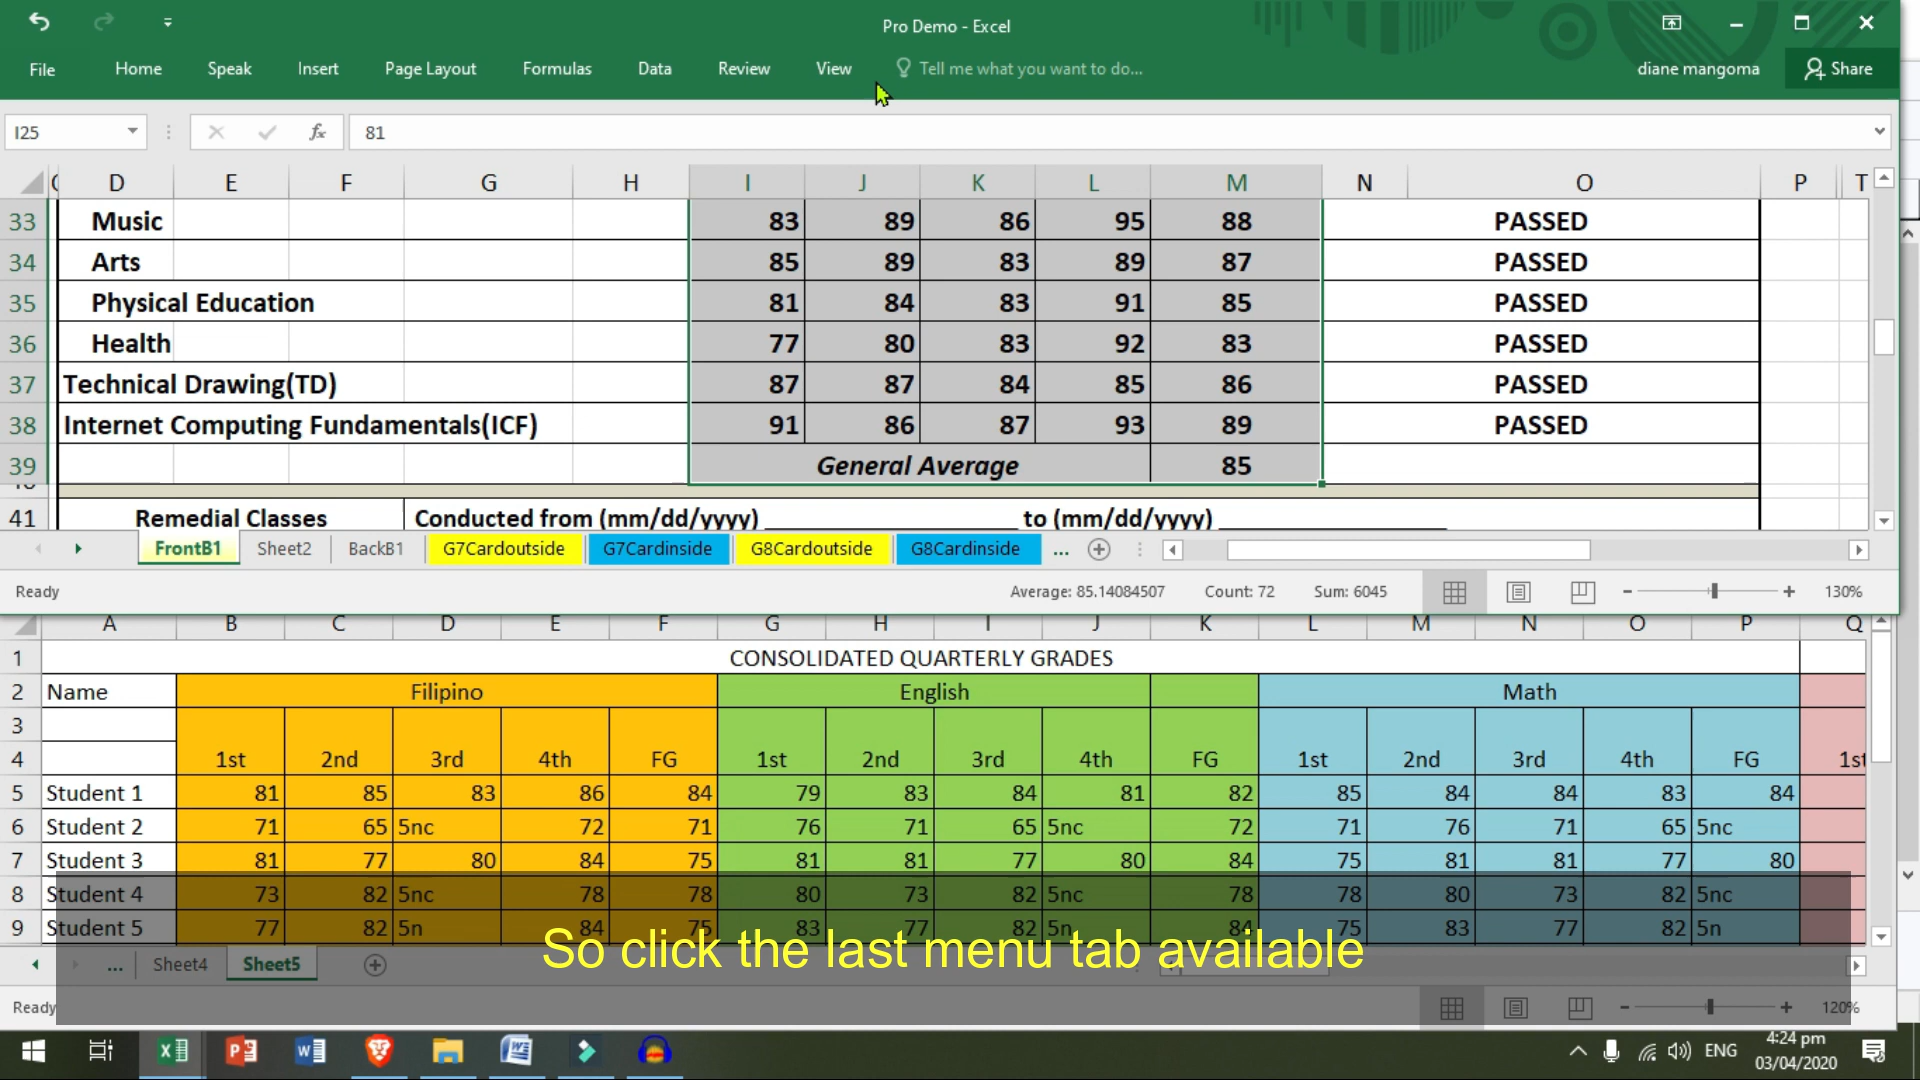 Pro Demo - Excel
File Home Speak Insert Page Layout Formulas Data Review View Tell me what you want to do... diane mangoma Share
I25 fx 81
D E F G H I J K L M N O P T
33 Music 83 89 86 95 88 PASSED
34 Arts 85 89 83 89 87 PASSED
35 Physical Education 81 84 83 91 85 PASSED
36 Health 77 80 83 92 83 PASSED
37 Technical Drawing(TD) 87 87 84 85 86 PASSED
38 Internet Computing Fundamentals(ICF) 91 86 87 93 89 PASSED
39 General Average 85
41 Remedial Classes Conducted from (mm/dd/yyyy) ____________________ to (mm/dd/yyyy) __________________
FrontB1 Sheet2 BackB1 G7Cardoutside G7Cardinside G8Cardoutside G8Cardinside ...
Ready Average: 85.14084507 Count: 72 Sum: 6045 130%
A B C D E F G H I J K L M N O P Q
1 CONSOLIDATED QUARTERLY GRADES
2 Name Filipino English Math
3
4 1st 2nd 3rd 4th FG 1st 2nd 3rd 4th FG 1st 2nd 3rd 4th FG 1st
5 Student 1 81 85 83 86 84 79 83 84 81 82 85 84 84 83 84
6 Student 2 71 65 5nc 72 71 76 71 65 5nc 72 71 76 71 65 5nc
7 Student 3 81 77 80 84 75 81 81 77 80 84 75 81 81 77 80
8 Student 4 73 82 5nc 78 78 80 73 82 5nc 78 78 80 73 82 5nc
9 Student 5 77 82 5n 84 75 83 77 82 5n 84 75 83 77 82 5n
So click the last menu tab available
... Sheet4 Sheet5
Ready 120%
ENG 4:24 pm
03/04/2020